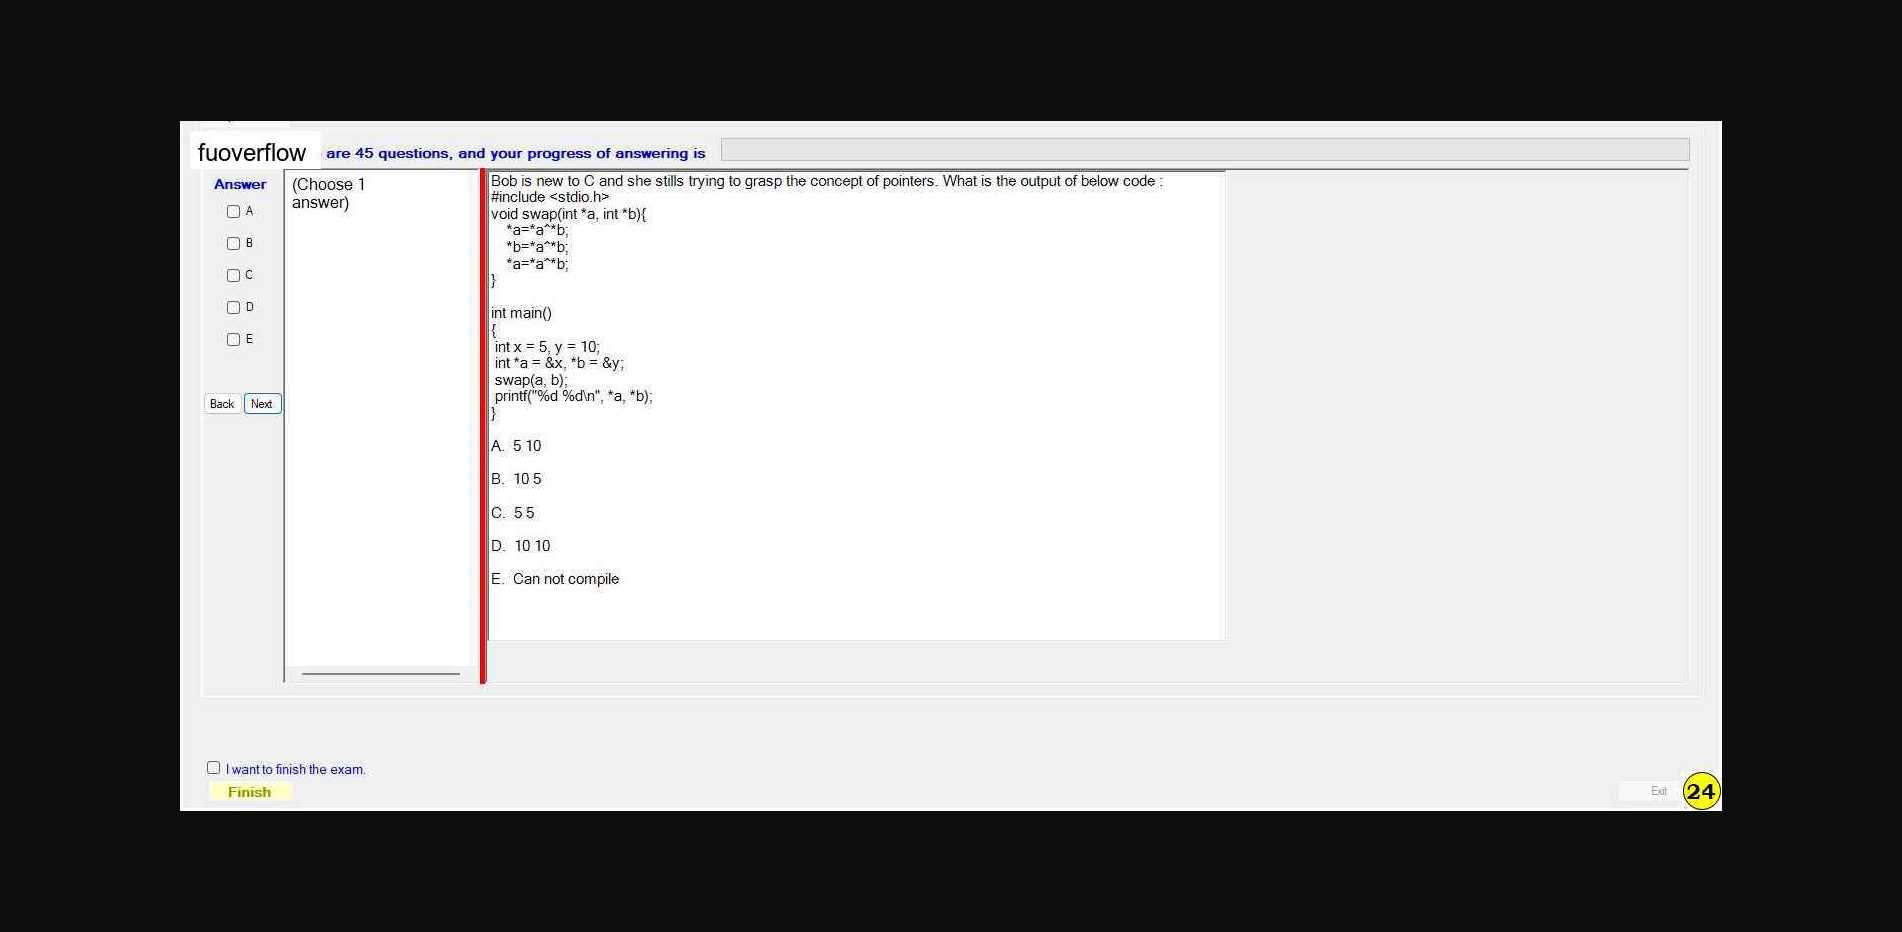 fuoverflow are 45 questions, and your progress of answering is
Answer
A
B
C
D
E
Back Next
(Choose 1
answer)
Bob is new to C and she stills trying to grasp the concept of pointers. What is the output of below code :
#include <stdio.h>
void swap(int *a, int *b){
*a=*a^*b;
*b=*a^*b;
*a=*a^*b;
}
int main()
{
int x = 5, y = 10;
int *a = &x, *b = &y;
swap(a, b);
printf("%d %d\n", *a, *b);
}
A. 5 10
B. 10 5
C. 5 5
D. 10 10
E. Can not compile
I want to finish the exam.
Finish
Exit
24